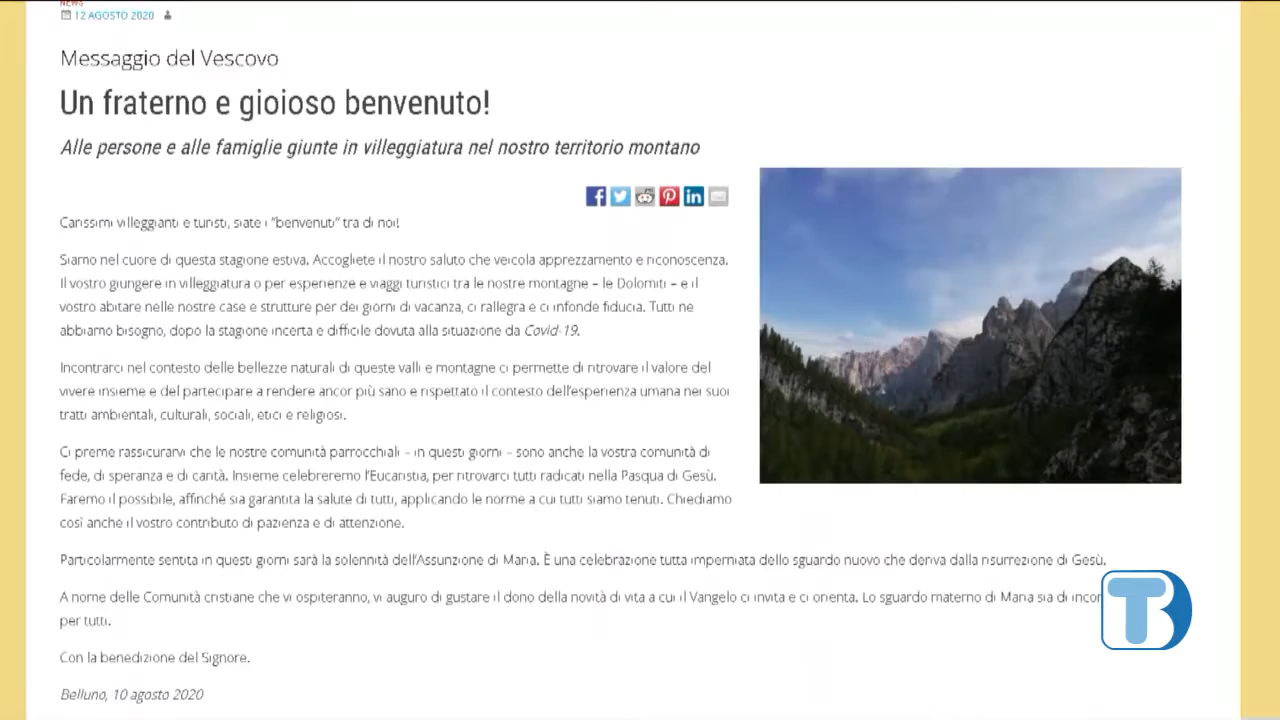 NEWS
12 AGOSTO 2020
Messaggio del Vescovo
Un fraterno e gioioso benvenuto!
Alle persone e alle famiglie giunte in villeggiatura nel nostro territorio montano
Carissimi villeggianti e turisti, siate i “benvenuti” tra di noi!
Siamo nel cuore di questa stagione estiva. Accogliete il nostro saluto che veicola apprezzamento e riconoscenza.
Il vostro giungere in villeggiatura o per esperienze e viaggi turistici tra le nostre montagne – le Dolomiti – e il
vostro abitare nelle nostre case e strutture per dei giorni di vacanza, ci rallegra e ci infonde fiducia. Tutti ne
abbiamo bisogno, dopo la stagione incerta e difficile dovuta alla situazione da Covid-19.
Incontrarci nel contesto delle bellezze naturali di queste valli e montagne ci permette di ritrovare il valore del
vivere insieme e del partecipare a rendere ancor più sano e rispettato il contesto dell’esperienza umana nei suoi
tratti ambientali, culturali, sociali, etici e religiosi.
Ci preme rassicurarvi che le nostre comunità parrocchiali – in questi giorni – sono anche la vostra comunità di
fede, di speranza e di carità. Insieme celebreremo l’Eucaristia, per ritrovarci tutti radicati nella Pasqua di Gesù.
Faremo il possibile, affinché sia garantita la salute di tutti, applicando le norme a cui tutti siamo tenuti. Chiediamo
così anche il vostro contributo di pazienza e di attenzione.
Particolarmente sentita in questi giorni sarà la solennità dell’Assunzione di Maria. È una celebrazione tutta imperniata dello sguardo nuovo che deriva dalla risurrezione di Gesù.
A nome delle Comunità cristiane che vi ospiteranno, vi auguro di gustare il dono della novità di vita a cui il Vangelo ci invita e ci orienta. Lo sguardo materno di Maria sia di incor
per tutti.
Con la benedizione del Signore.
Belluno, 10 agosto 2020
TB